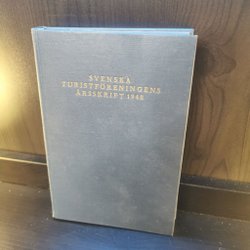 SVENSKA
TURISTFÖRENINGENS
ÅRSSKRIFT 1948